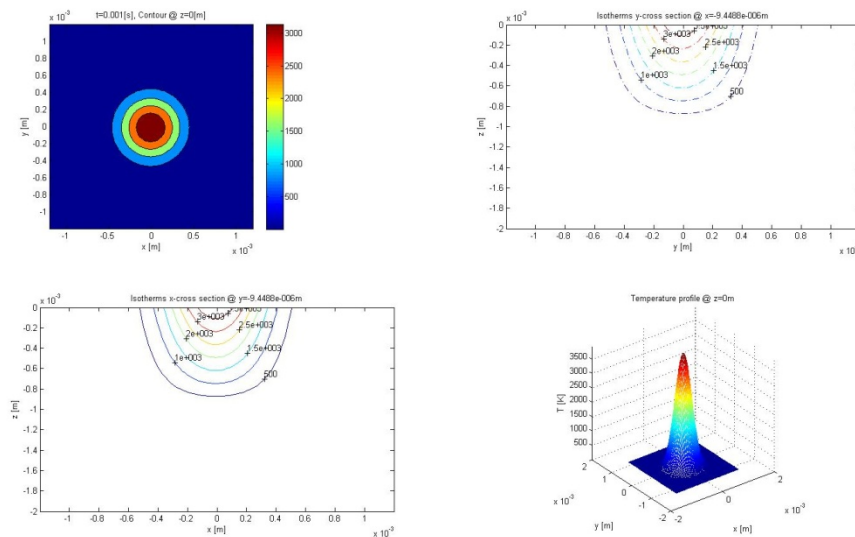 t=0.001[s], Contour @ z=0[m]
x 10⁻³
1
0.8
0.6
0.4
0.2
0
-0.2
-0.4
-0.6
-0.8
-1
y [m]
-1 -0.5 0 0.5 1
x [m]
x 10⁻³
3000
2500
2000
1500
1000
500
Isotherms y-cross section @ x=-9.4488e-006m
x 10⁻³
0
-0.2
-0.4
-0.6
-0.8
-1
-1.2
-1.4
-1.6
-1.8
-2
z [m]
3e+003
2.5e+003
2e+003
1.5e+003
1e+003
500
-1 -0.8 -0.6 -0.4 -0.2 0 0.2 0.4 0.6 0.8 1
y [m]
Isotherms x-cross section @ y=-9.4488e-006m
x 10⁻³
0
-0.2
-0.4
-0.6
-0.8
-1
-1.2
-1.4
-1.6
-1.8
-2
z [m]
3e+003
2.5e+003
2e+003
1.5e+003
1e+003
500
-1 -0.8 -0.6 -0.4 -0.2 0 0.2 0.4 0.6 0.8 1
x [m]
x 10⁻³
Temperature profile @ z=0m
3500
3000
2500
2000
1500
1000
500
T [K]
2
1
0
-1
-2
x 10⁻³
y [m]
-2
0
2
x 10⁻³
x [m]